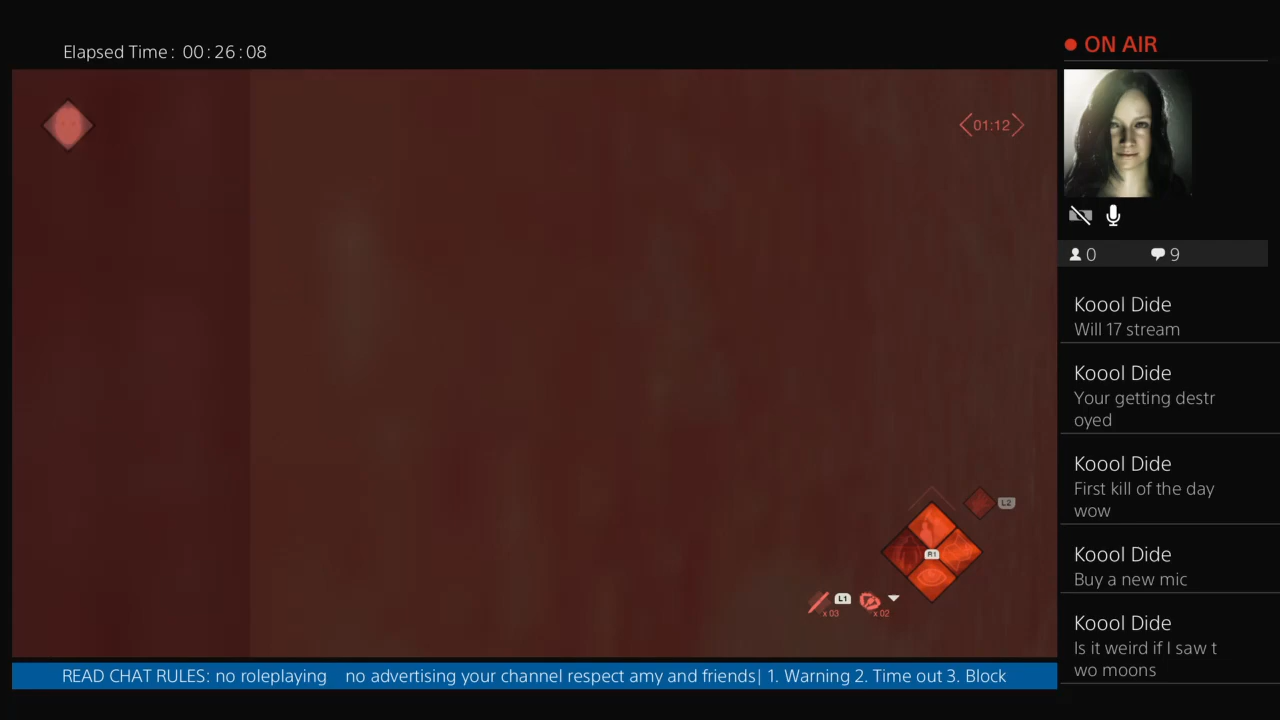 Elapsed Time: 00:26:08
ON AIR
01:12
0 9
Koool Dide
Will 17 stream
Koool Dide
Your getting destr
oyed
Koool Dide
First kill of the day
wow
Koool Dide
Buy a new mic
Koool Dide
Is it weird if I saw t
wo moons
L2
R1
L1
x 03 x 02
READ CHAT RULES: no roleplaying no advertising your channel respect amy and friends| 1. Warning 2. Time out 3. Block